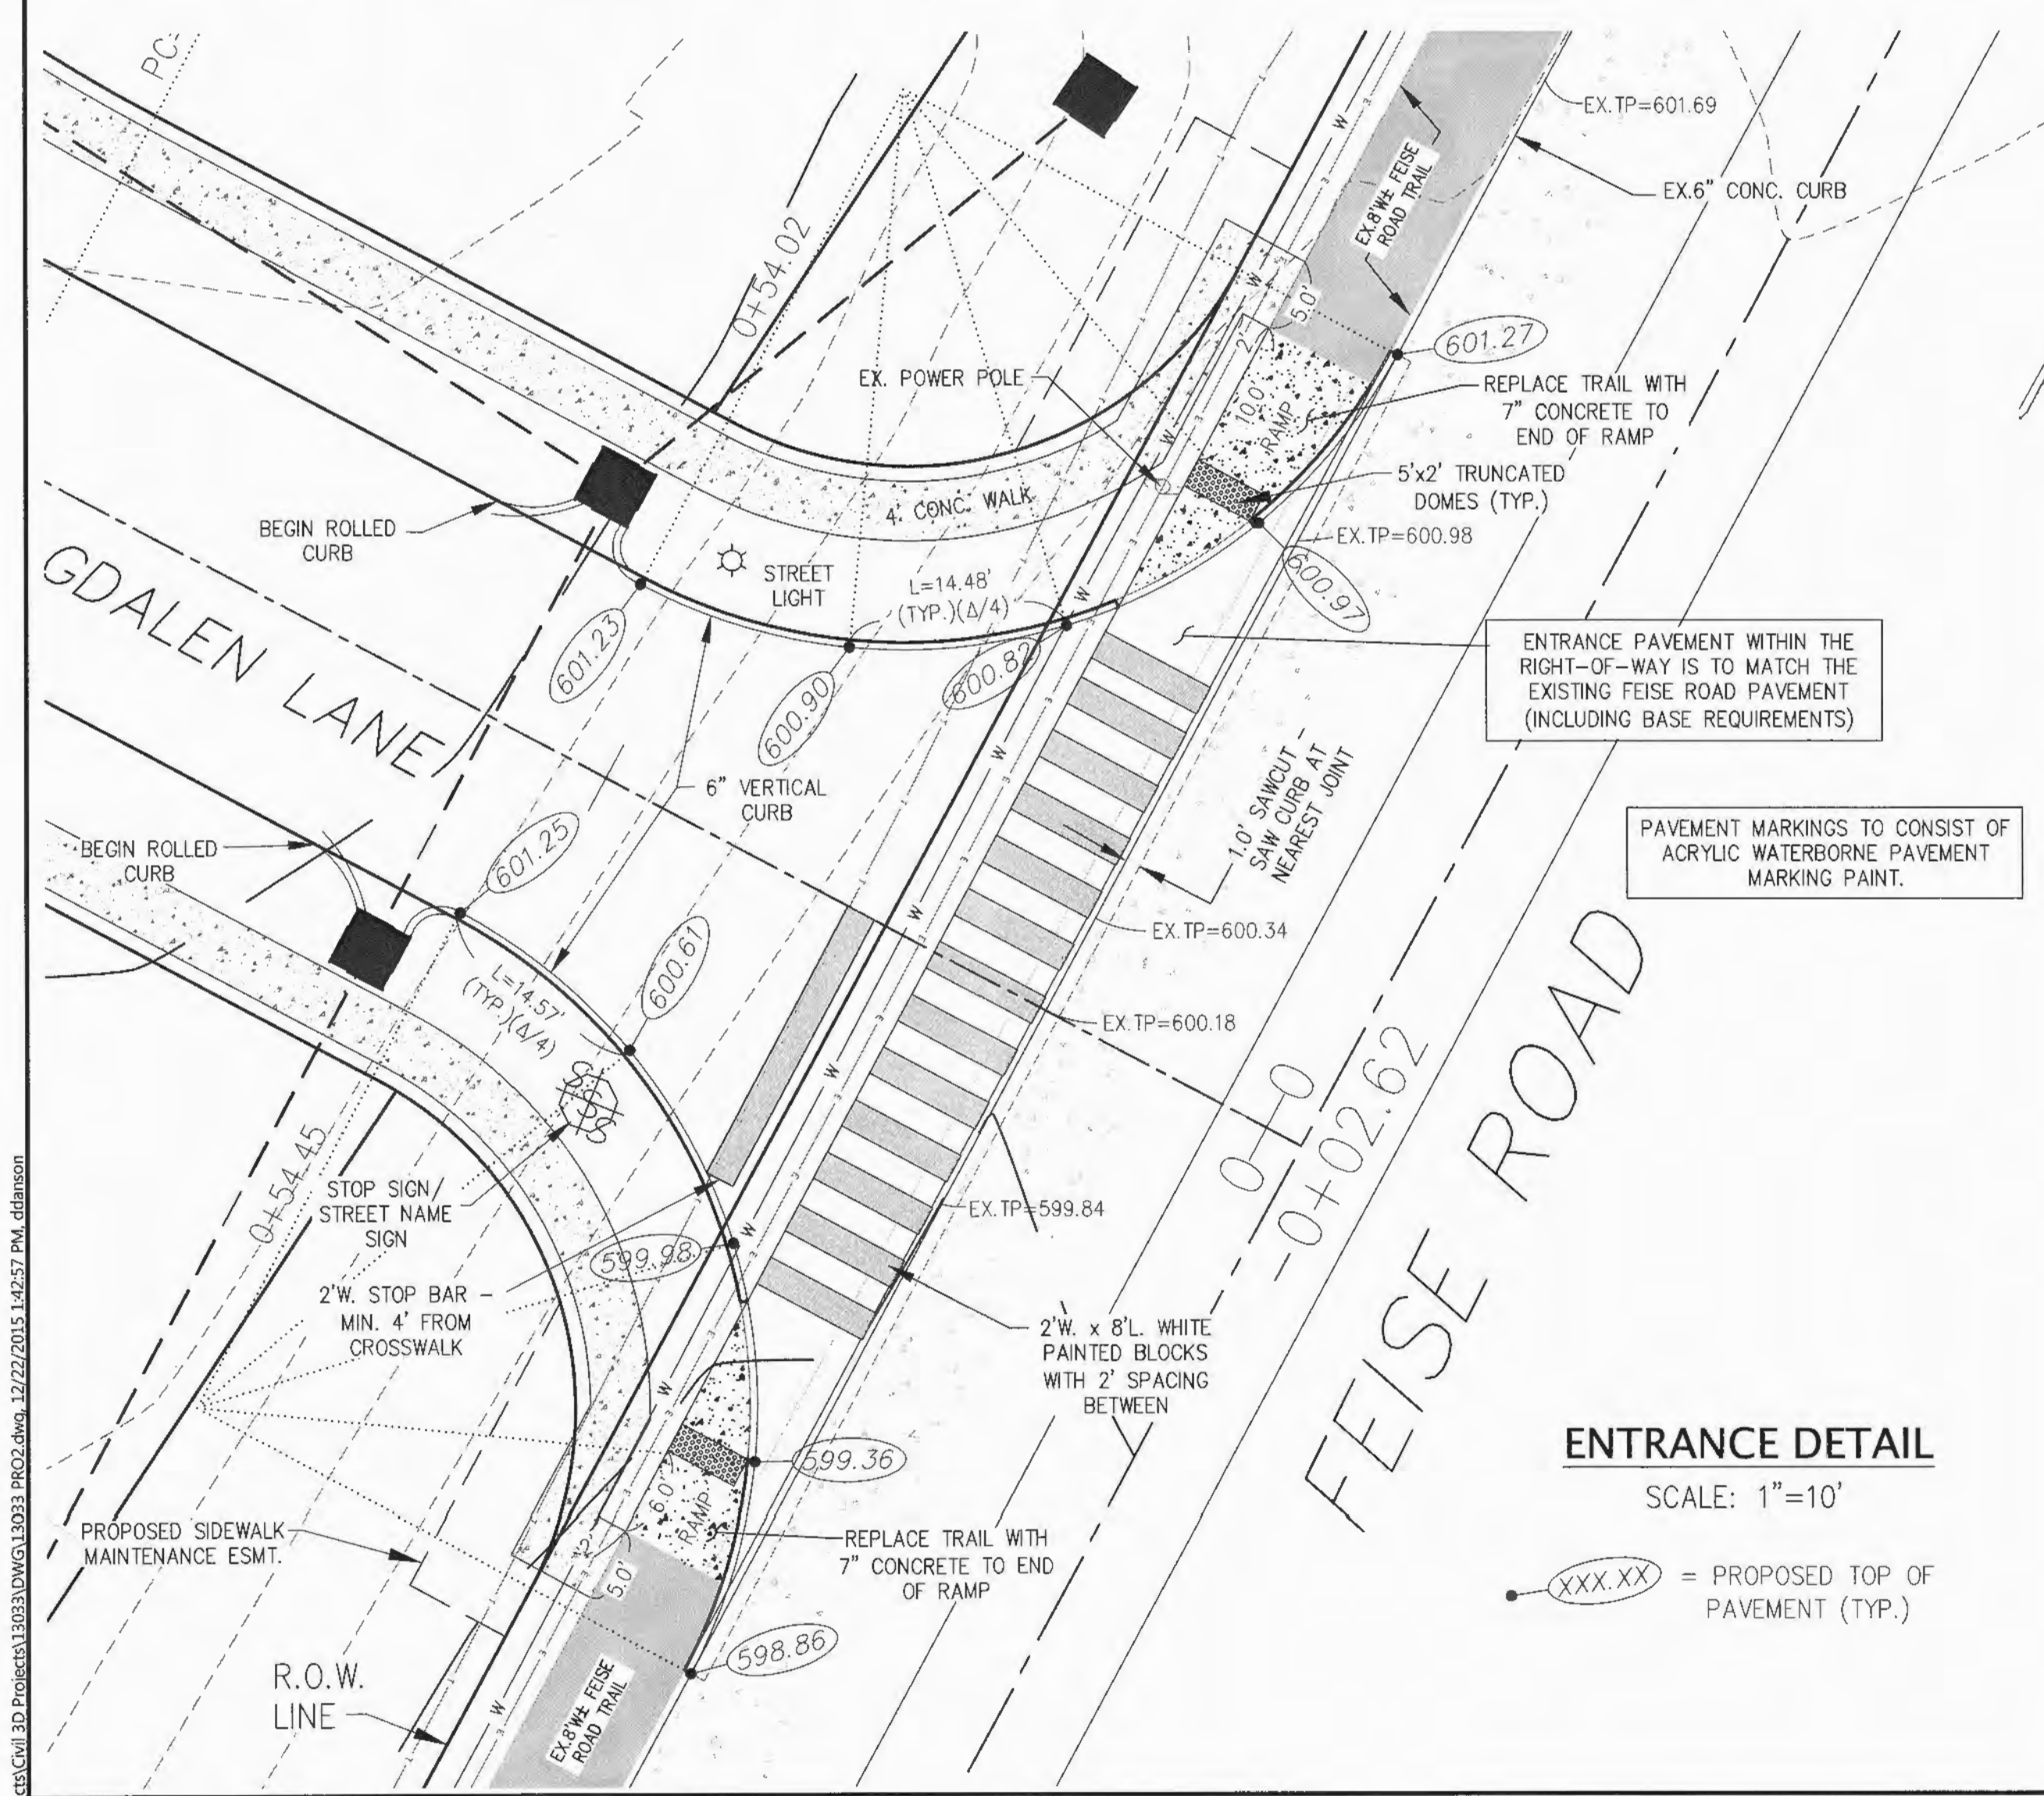 PC-
EX.TP=601.69
EX.6" CONC. CURB
EX.8'W± FEISE
ROAD TRAIL
0+54.02
5.0'
2'
601.27
EX. POWER POLE
10.0'
RAMP
REPLACE TRAIL WITH
7" CONCRETE TO
END OF RAMP
5'x2' TRUNCATED
DOMES (TYP.)
4' CONC. WALK
BEGIN ROLLED
CURB
EX.TP=600.98
600.97
STREET
LIGHT
L=14.48'
(TYP.)(Δ/4)
GDALEN LANE
601.23
600.90
600.82
ENTRANCE PAVEMENT WITHIN THE
RIGHT-OF-WAY IS TO MATCH THE
EXISTING FEISE ROAD PAVEMENT
(INCLUDING BASE REQUIREMENTS)
6" VERTICAL
CURB
1.0' SAWCUT -
SAW CURB AT
NEAREST JOINT
PAVEMENT MARKINGS TO CONSIST OF
ACRYLIC WATERBORNE PAVEMENT
MARKING PAINT.
BEGIN ROLLED
CURB
601.25
EX.TP=600.34
600.61
L=14.57'
(TYP.)(Δ/4)
EX.TP=600.18
0-0
-0+02.62
FEISE ROAD
0+54.45
STOP SIGN/
STREET NAME
SIGN
EX.TP=599.84
599.98
2'W. STOP BAR -
MIN. 4' FROM
CROSSWALK
2'W. x 8'L. WHITE
PAINTED BLOCKS
WITH 2' SPACING
BETWEEN
599.36
6.0'
RAMP
ENTRANCE DETAIL
SCALE: 1"=10'
PROPOSED SIDEWALK
MAINTENANCE ESMT.
2'
5.0'
REPLACE TRAIL WITH
7" CONCRETE TO END
OF RAMP
XXX.XX = PROPOSED TOP OF
PAVEMENT (TYP.)
598.86
R.O.W.
LINE
EX.8'W± FEISE
ROAD TRAIL
cts\Civil 3D Projects\13033\DWG\13033 PRO2.dwg, 12/22/2015 1:42:57 PM, ddanson